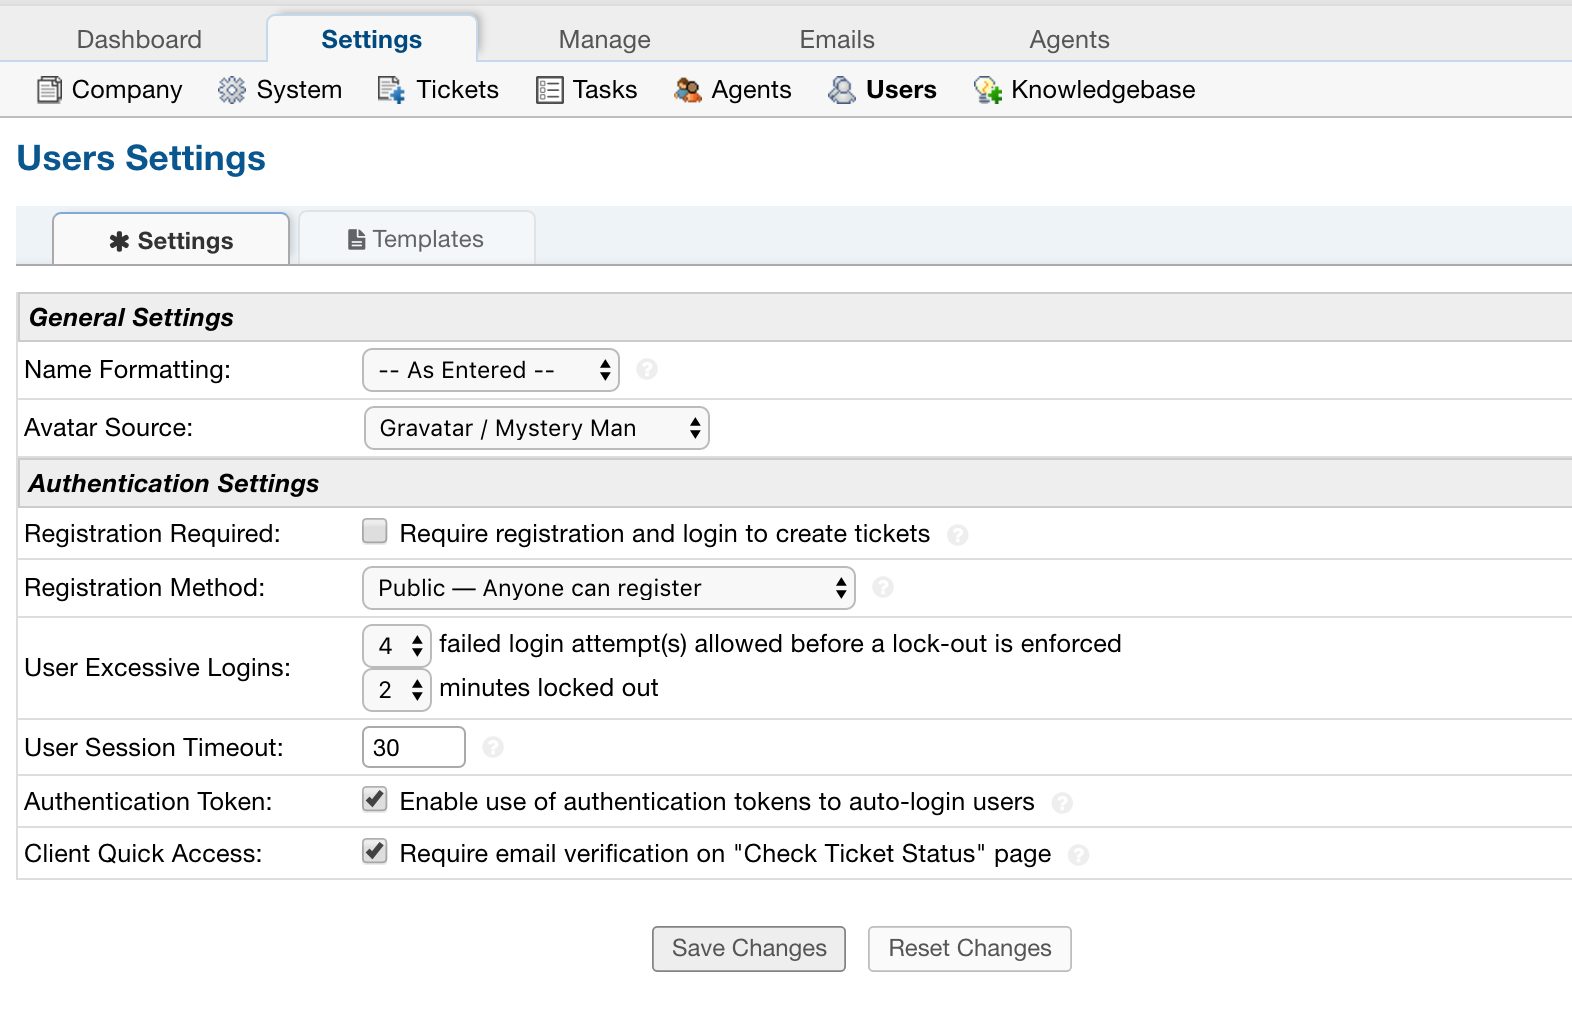 Dashboard Settings Manage Emails Agents
Company System Tickets Tasks Agents Users Knowledgebase
Users Settings
Settings Templates
General Settings
Name Formatting: -- As Entered -- ?
Avatar Source: Gravatar / Mystery Man
Authentication Settings
Registration Required: Require registration and login to create tickets ?
Registration Method: Public — Anyone can register ?
User Excessive Logins: 4 failed login attempt(s) allowed before a lock-out is enforced
2 minutes locked out
User Session Timeout: 30 ?
Authentication Token: Enable use of authentication tokens to auto-login users ?
Client Quick Access: Require email verification on "Check Ticket Status" page ?
Save Changes Reset Changes